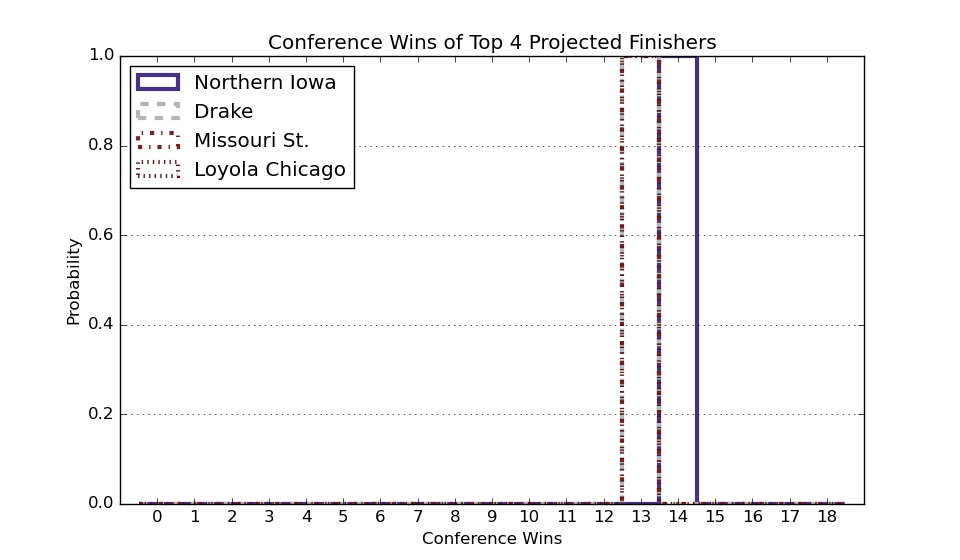 Conference Wins of Top 4 Projected Finishers
1.0
0.8
0.6
0.4
0.2
0.0
Probability
Northern Iowa
Drake
Missouri St.
Loyola Chicago
0 1 2 3 4 5 6 7 8 9 10 11 12 13 14 15 16 17 18
Conference Wins